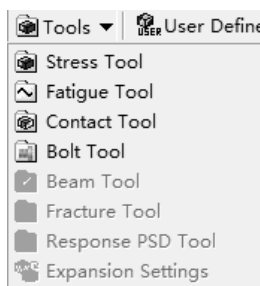 Tools User Define
Stress Tool
Fatigue Tool
Contact Tool
Bolt Tool
Beam Tool
Fracture Tool
Response PSD Tool
Expansion Settings